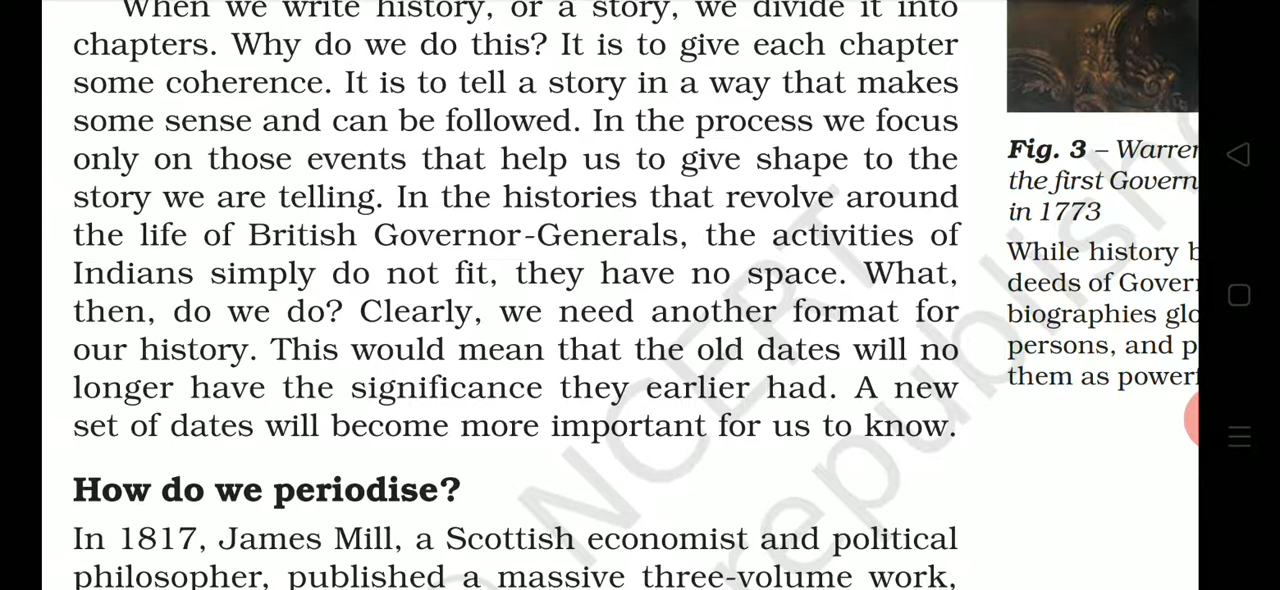 When we write history, or a story, we divide it into
chapters. Why do we do this? It is to give each chapter
some coherence. It is to tell a story in a way that makes
some sense and can be followed. In the process we focus
only on those events that help us to give shape to the
story we are telling. In the histories that revolve around
the life of British Governor-Generals, the activities of
Indians simply do not fit, they have no space. What,
then, do we do? Clearly, we need another format for
our history. This would mean that the old dates will no
longer have the significance they earlier had. A new
set of dates will become more important for us to know.
How do we periodise?
In 1817, James Mill, a Scottish economist and political
philosopher, published a massive three-volume work,
Fig. 3 – Warren
the first Govern
in 1773
While history b
deeds of Gover
biographies glo
persons, and p
them as power
NCERT
republish